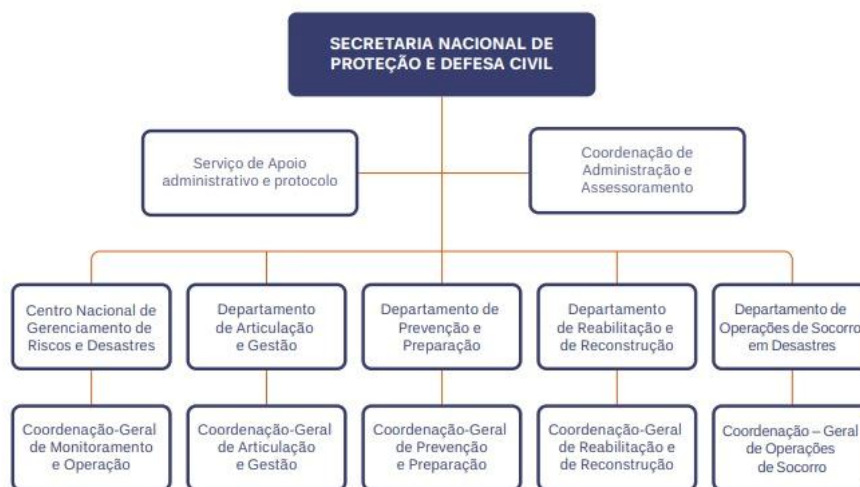 SECRETARIA NACIONAL DE
PROTEÇÃO E DEFESA CIVIL
Serviço de Apoio
administrativo e protocolo
Coordenação de
Administração e
Assessoramento
Centro Nacional de
Gerenciamento de
Riscos e Desastres
Departamento
de Articulação
e Gestão
Departamento de
Prevenção e
Preparação
Departamento
de Reabilitação e
de Reconstrução
Departamento de
Operações de Socorro
em Desastres
Coordenação-Geral
de Monitoramento
e Operação
Coordenação-Geral
de Articulação
e Gestão
Coordenação-Geral
de Prevenção
e Preparação
Coordenação-Geral
de Reabilitação e
de Reconstrução
Coordenação – Geral
de Operações
de Socorro